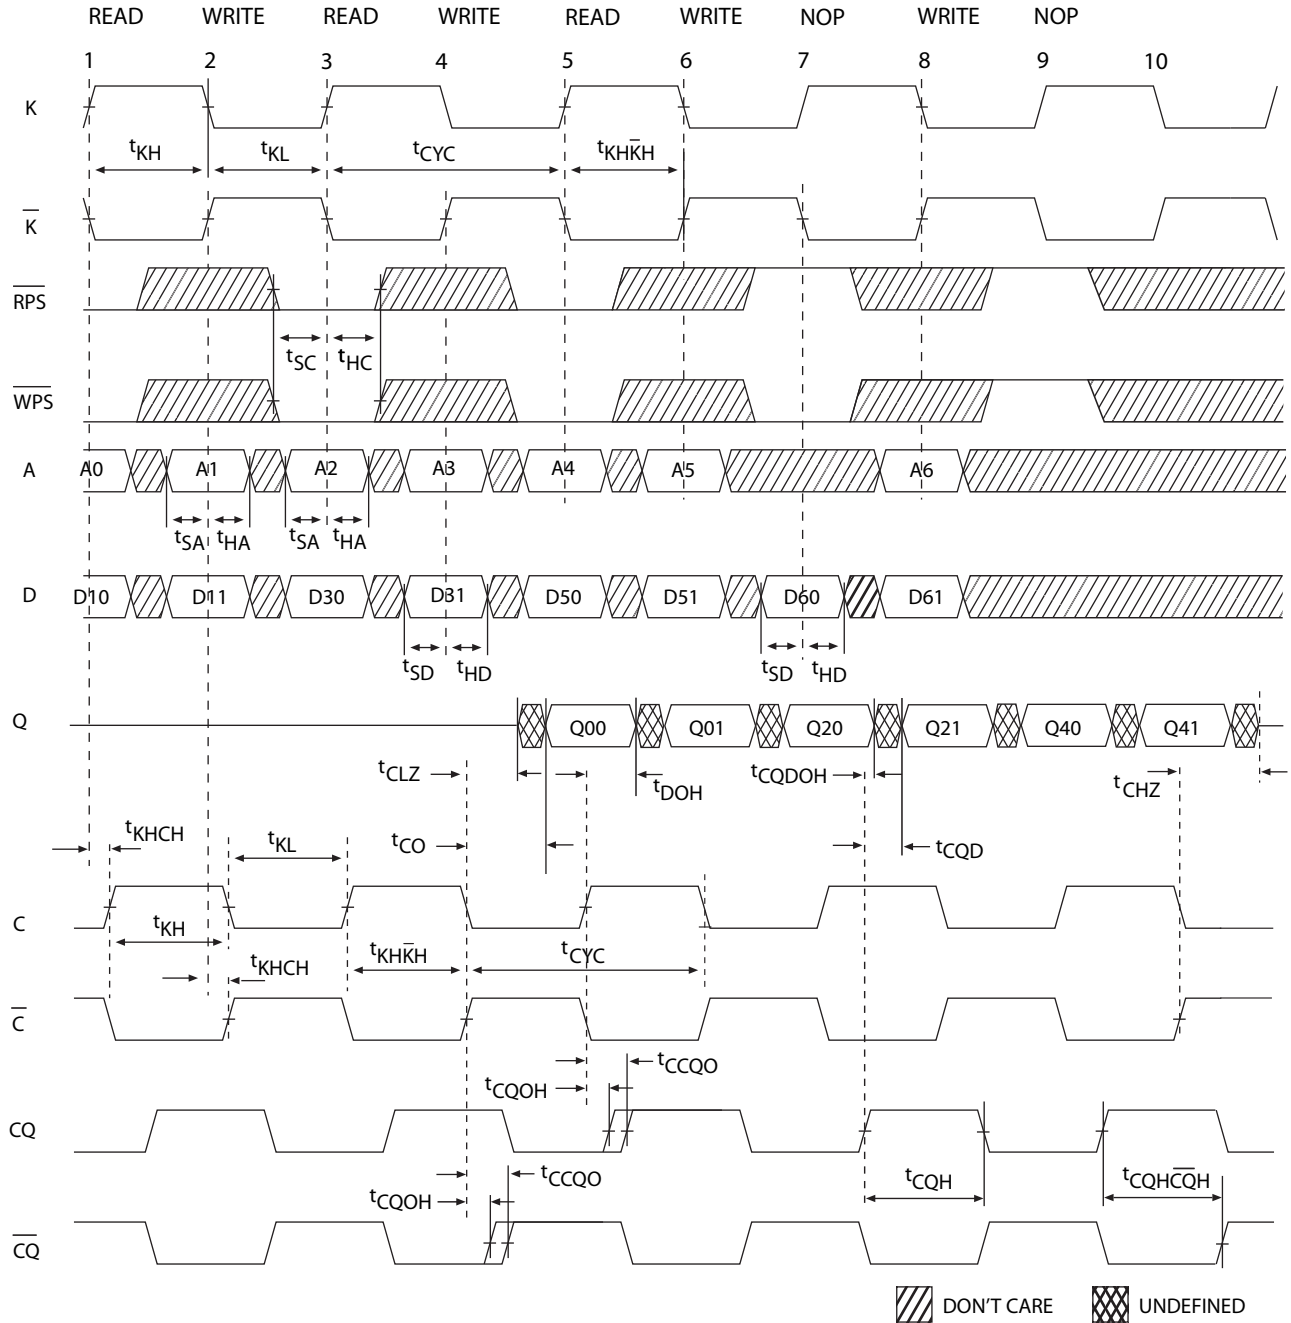 READ WRITE READ WRITE READ WRITE NOP WRITE NOP
1 2 3 4 5 6 7 8 9 10
K
tKH tKL tCYC tKHK̅H
K̅
R̅P̅S̅
tSC tHC
W̅P̅S̅
A A0 A1 A2 A3 A4 A5 A6
tSA tHA tSA tHA
D D10 D11 D30 D31 D50 D51 D60 D61
tSD tHD tSD tHD
Q Q00 Q01 Q20 Q21 Q40 Q41
tCLZ tDOH tCQDOH tCHZ
tKHCH tKL tCO tCQD
C
tKH tKHK̅H tCYC
tKHCH
C̅
tCCQO
tCQOH
CQ
tCCQO tCQH tCQHC̅Q̅H
tCQOH
C̅Q̅
DON'T CARE UNDEFINED